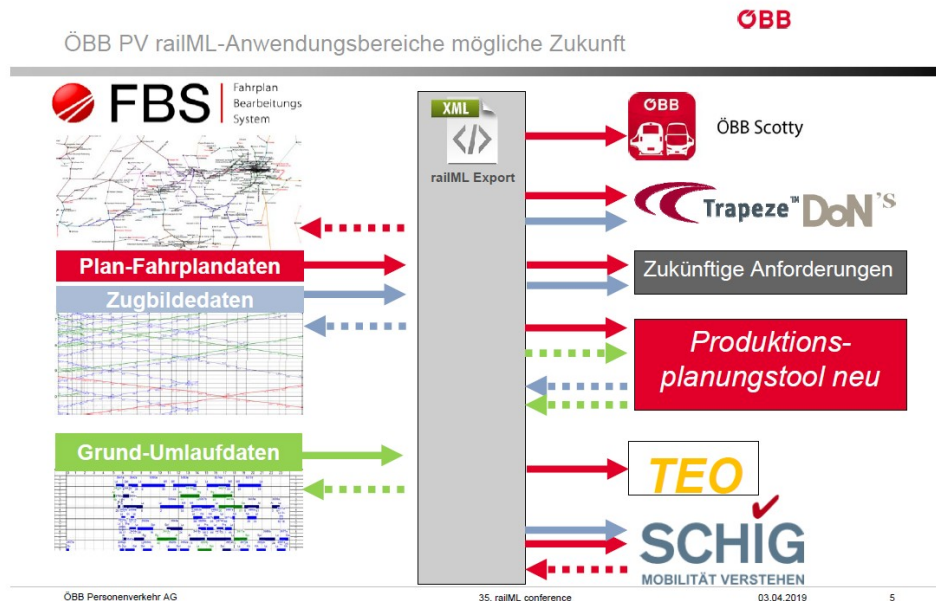 ÖBB
ÖBB PV railML-Anwendungsbereiche mögliche Zukunft
FBS
Fahrplan
Bearbeitungs
System
Plan-Fahrplandaten
Zugbildedaten
Grund-Umlaufdaten
XML
railML Export
ÖBB
ÖBB Scotty
Trapeze™ DoN's
Zukünftige Anforderungen
Produktions-
planungstool neu
TEO
SCHIG
MOBILITÄT VERSTEHEN
ÖBB Personenverkehr AG
35. railML conference
03.04.2019
5